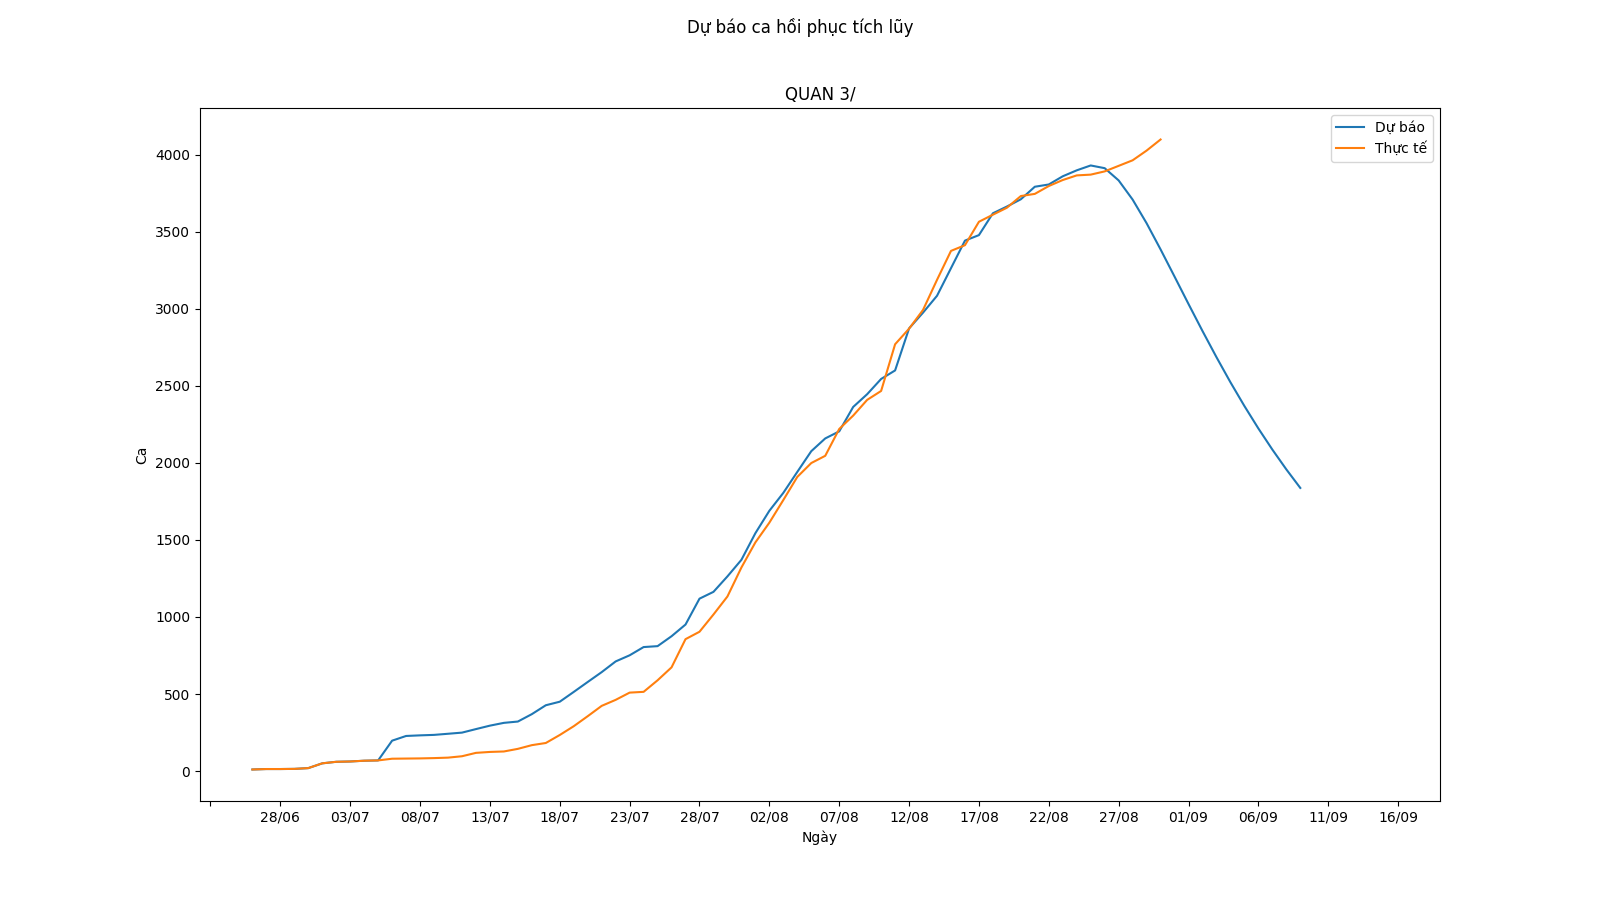 Dự báo ca hồi phục tích lũy
QUAN 3/
Dự báo
Thực tế
4000
3500
3000
2500
2000
1500
1000
500
0
Ca
28/06 03/07 08/07 13/07 18/07 23/07 28/07 02/08 07/08 12/08 17/08 22/08 27/08 01/09 06/09 11/09 16/09
Ngày